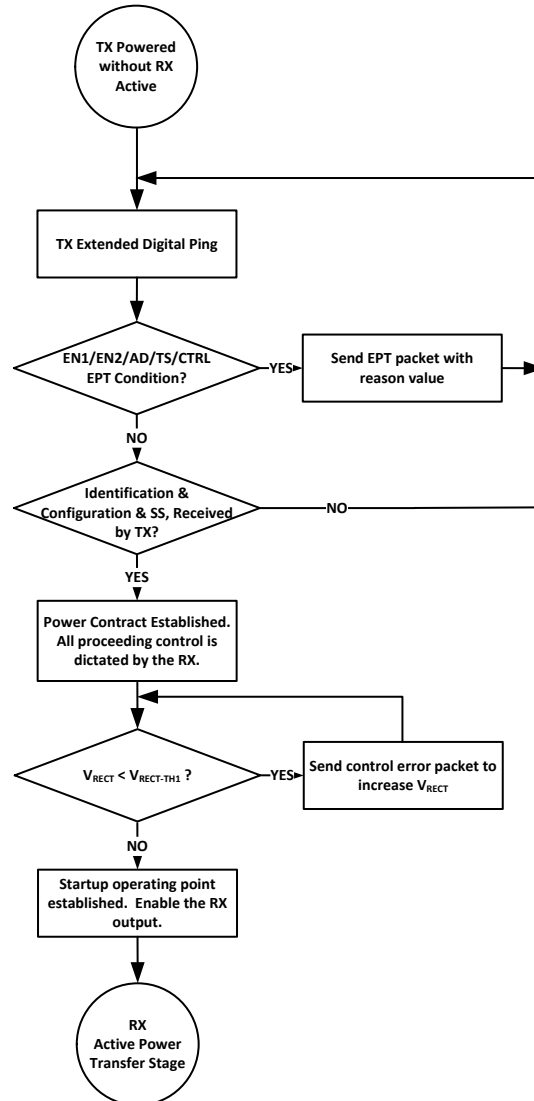 TX Powered
without RX
Active
TX Extended Digital Ping
EN1/EN2/AD/TS/CTRL
EPT Condition?
YES
Send EPT packet with
reason value
NO
Identification &
Configuration & SS, Received
by TX?
NO
YES
Power Contract Established.
All proceeding control is
dictated by the RX.
VRECT < VRECT-TH1 ?
YES
Send control error packet to
increase VRECT
NO
Startup operating point
established. Enable the RX
output.
RX
Active Power
Transfer Stage